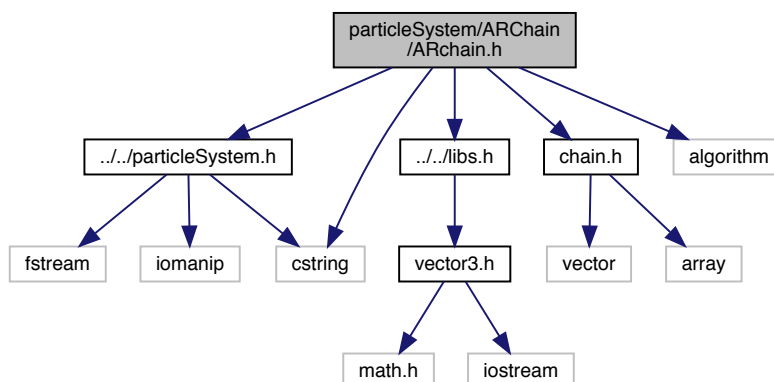 particleSystem/ARChain
/ARchain.h
../../particleSystem.h
../../libs.h
chain.h
algorithm
fstream
iomanip
cstring
vector3.h
vector
array
math.h
iostream